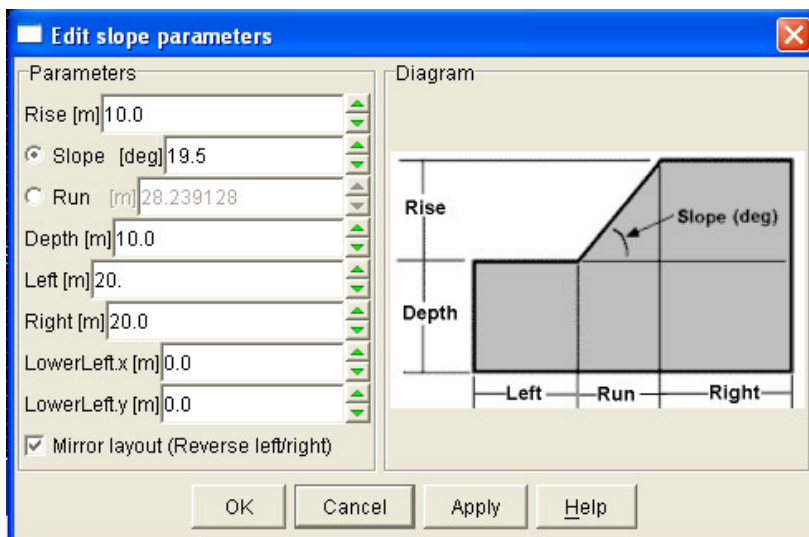 Edit slope parameters
Parameters
Rise [m] 10.0
Slope [deg] 19.5
Run [m] 28.239128
Depth [m] 10.0
Left [m] 20.
Right [m] 20.0
LowerLeft.x [m] 0.0
LowerLeft.y [m] 0.0
Mirror layout (Reverse left/right)
Diagram
Rise
Slope (deg)
Depth
Left Run Right
OK Cancel Apply Help